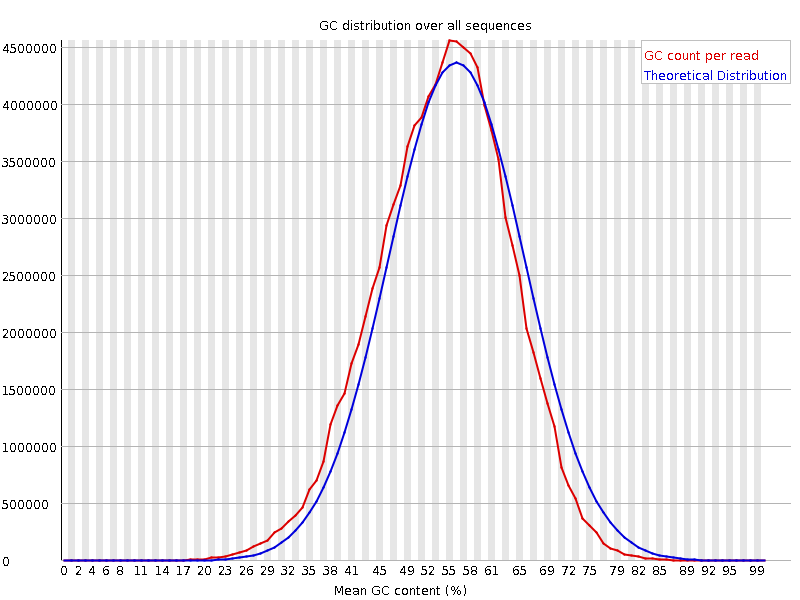 GC distribution over all sequences
GC count per read
Theoretical Distribution
4500000
4000000
3500000
3000000
2500000
2000000
1500000
1000000
500000
0
0 2 4 6 8 11 14 17 20 23 26 29 32 35 38 41 45 49 52 55 58 61 65 69 72 75 79 82 85 89 92 95 99
Mean GC content (%)